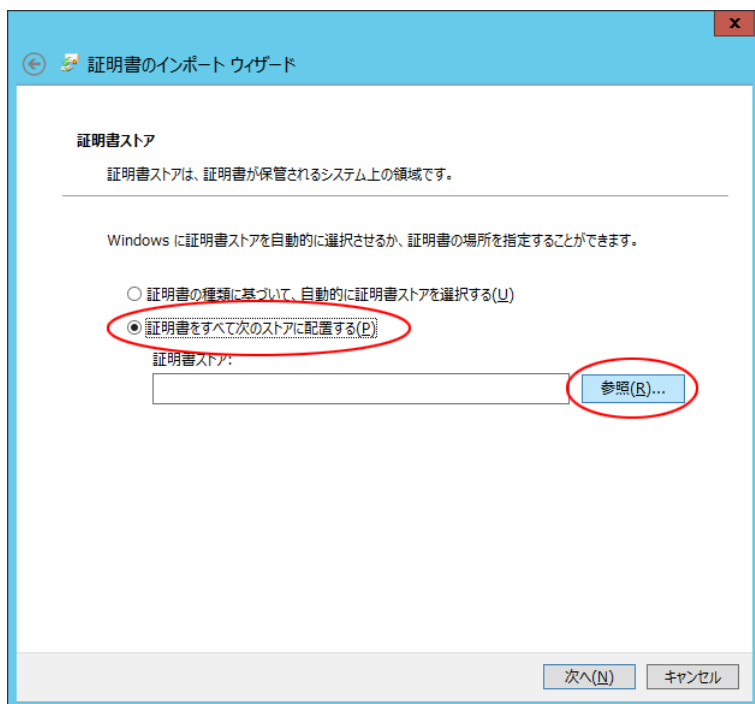 x
証明書のインポート ウィザード
証明書ストア
証明書ストアは、証明書が保管されるシステム上の領域です。
Windows に証明書ストアを自動的に選択させるか、証明書の場所を指定することができます。
証明書の種類に基づいて、自動的に証明書ストアを選択する(U)
証明書をすべて次のストアに配置する(P)
証明書ストア:
参照(R)...
次へ(N) キャンセル